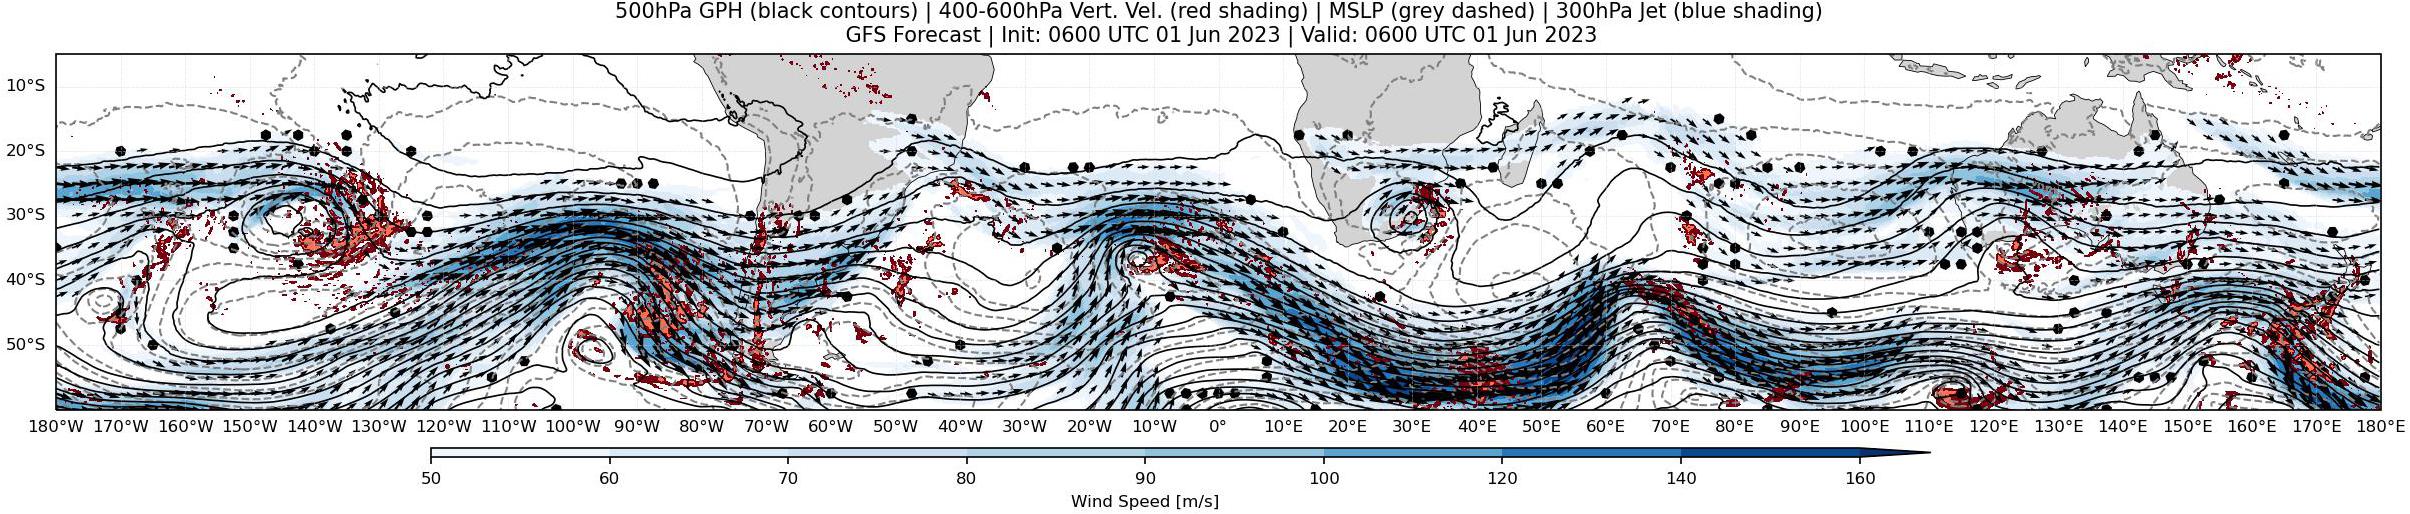 500hPa GPH (black contours) | 400-600hPa Vert. Vel. (red shading) | MSLP (grey dashed) | 300hPa Jet (blue shading)
GFS Forecast | Init: 0600 UTC 01 Jun 2023 | Valid: 0600 UTC 01 Jun 2023
10°S
20°S
30°S
40°S
50°S
180°W 170°W 160°W 150°W 140°W 130°W 120°W 110°W 100°W 90°W 80°W 70°W 60°W 50°W 40°W 30°W 20°W 10°W 0° 10°E 20°E 30°E 40°E 50°E 60°E 70°E 80°E 90°E 100°E 110°E 120°E 130°E 140°E 150°E 160°E 170°E 180°E
50 60 70 80 90 100 120 140 160
Wind Speed [m/s]